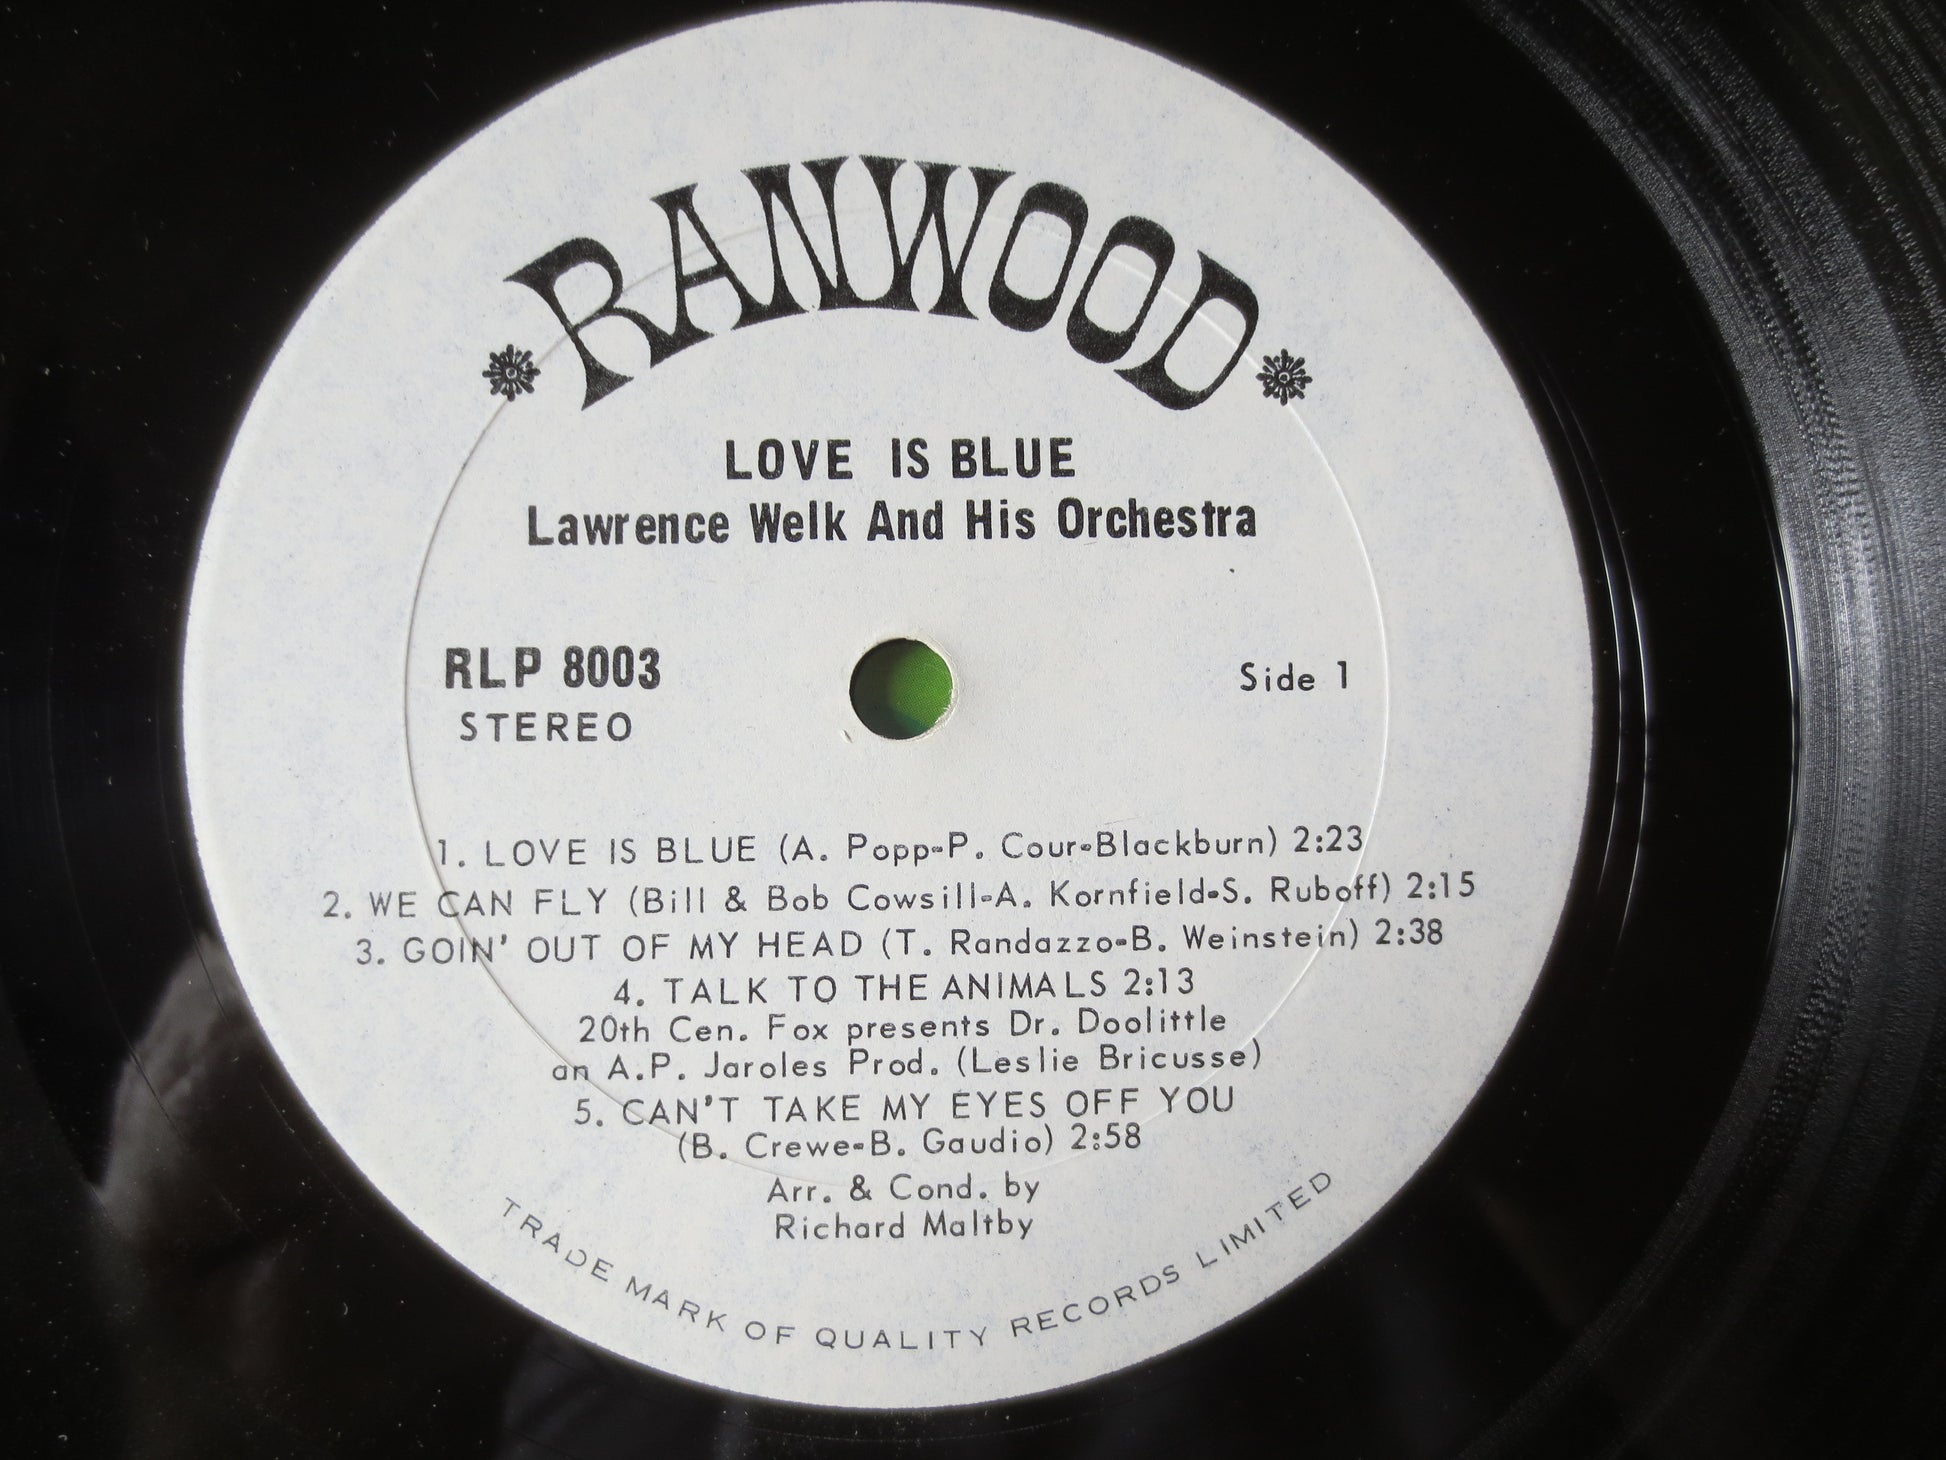 RANWOOD
LOVE IS BLUE
Lawrence Welk And His Orchestra
RLP 8003
STEREO
Side 1
1. LOVE IS BLUE (A. Popp-P. Cour-Blackburn) 2:23
2. WE CAN FLY (Bill & Bob Cowsill-A. Kornfield-S. Ruboff) 2:15
3. GOIN' OUT OF MY HEAD (T. Randazzo-B. Weinstein) 2:38
4. TALK TO THE ANIMALS 2:13
20th Cen. Fox presents Dr. Doolittle
an A.P. Jaroles Prod. (Leslie Bricusse)
5. CAN'T TAKE MY EYES OFF YOU
(B. Crewe-B. Gaudio) 2:58
Arr. & Cond. by
Richard Maltby
TRADE MARK OF QUALITY RECORDS LIMITED